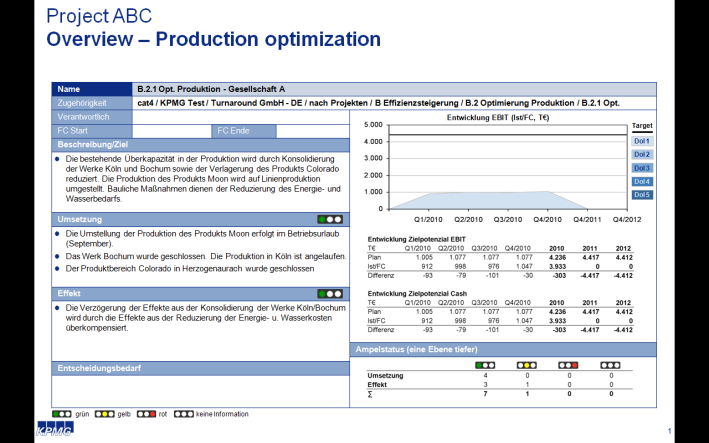 Project ABC
Overview – Production optimization
Name B.2.1 Opt. Produktion - Gesellschaft A
Zugehörigkeit cat4 / KPMG Test / Turnaround GmbH - DE / nach Projekten / B Effizienzsteigerung / B.2 Optimierung Produktion / B.2.1 Opt.
Verantwortlich
FC Start FC Ende
Beschreibung/Ziel
Die bestehende Überkapazität in der Produktion wird durch Konsolidierung
der Werke Köln und Bochum sowie der Verlagerung des Produkts Colorado
reduziert. Die Produktion des Produkts Moon wird auf Linienproduktion
umgestellt. Bauliche Maßnahmen dienen der Reduzierung des Energie- und
Wasserbedarfs.
Umsetzung
Die Umstellung der Produktion des Produkts Moon erfolgt im Betriebsurlaub
(September).
Das Werk Bochum wurde geschlossen. Die Produktion in Köln ist angelaufen.
Der Produktbereich Colorado in Herzogenaurach wurde geschlossen
Effekt
Die Verzögerung der Effekte aus der Konsolidierung der Werke Köln/Bochum
wird durch die Effekte aus der Reduzierung der Energie- u. Wasserkosten
überkompensiert.
Entscheidungsbedarf
Entwicklung EBIT (Ist/FC, T€)
5.000
4.000
3.000
2.000
1.000
0
Q1/2010 Q2/2010 Q3/2010 Q4/2010 Q4/2011 Q4/2012
Target
DoI 1
DoI 2
DoI 3
DoI 4
DoI 5
Entwicklung Zielpotenzial EBIT
T€ Q1/2010 Q2/2010 Q3/2010 Q4/2010 2010 2011 2012
Plan 1.005 1.077 1.077 1.077 4.236 4.417 4.412
Ist/FC 912 998 976 1.047 3.933 0 0
Differenz -93 -79 -101 -30 -303 -4.417 -4.412
Entwicklung Zielpotenzial Cash
T€ Q1/2010 Q2/2010 Q3/2010 Q4/2010 2010 2011 2012
Plan 1.005 1.077 1.077 1.077 4.236 4.417 4.412
Ist/FC 912 998 976 1.047 3.933 0 0
Differenz -93 -79 -101 -30 -303 -4.417 -4.412
Ampelstatus (eine Ebene tiefer)
Umsetzung 4 0 0 0
Effekt 3 1 0 0
Σ 7 1 0 0
grün gelb rot keine Information
KPMG
1